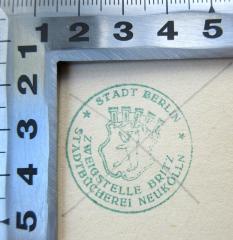 1 2 3 4 5
1
2
3
4
5
★ STADT BERLIN ★
ZWEIGSTELLE BRITZ
STADTBÜCHEREI NEUKÖLLN